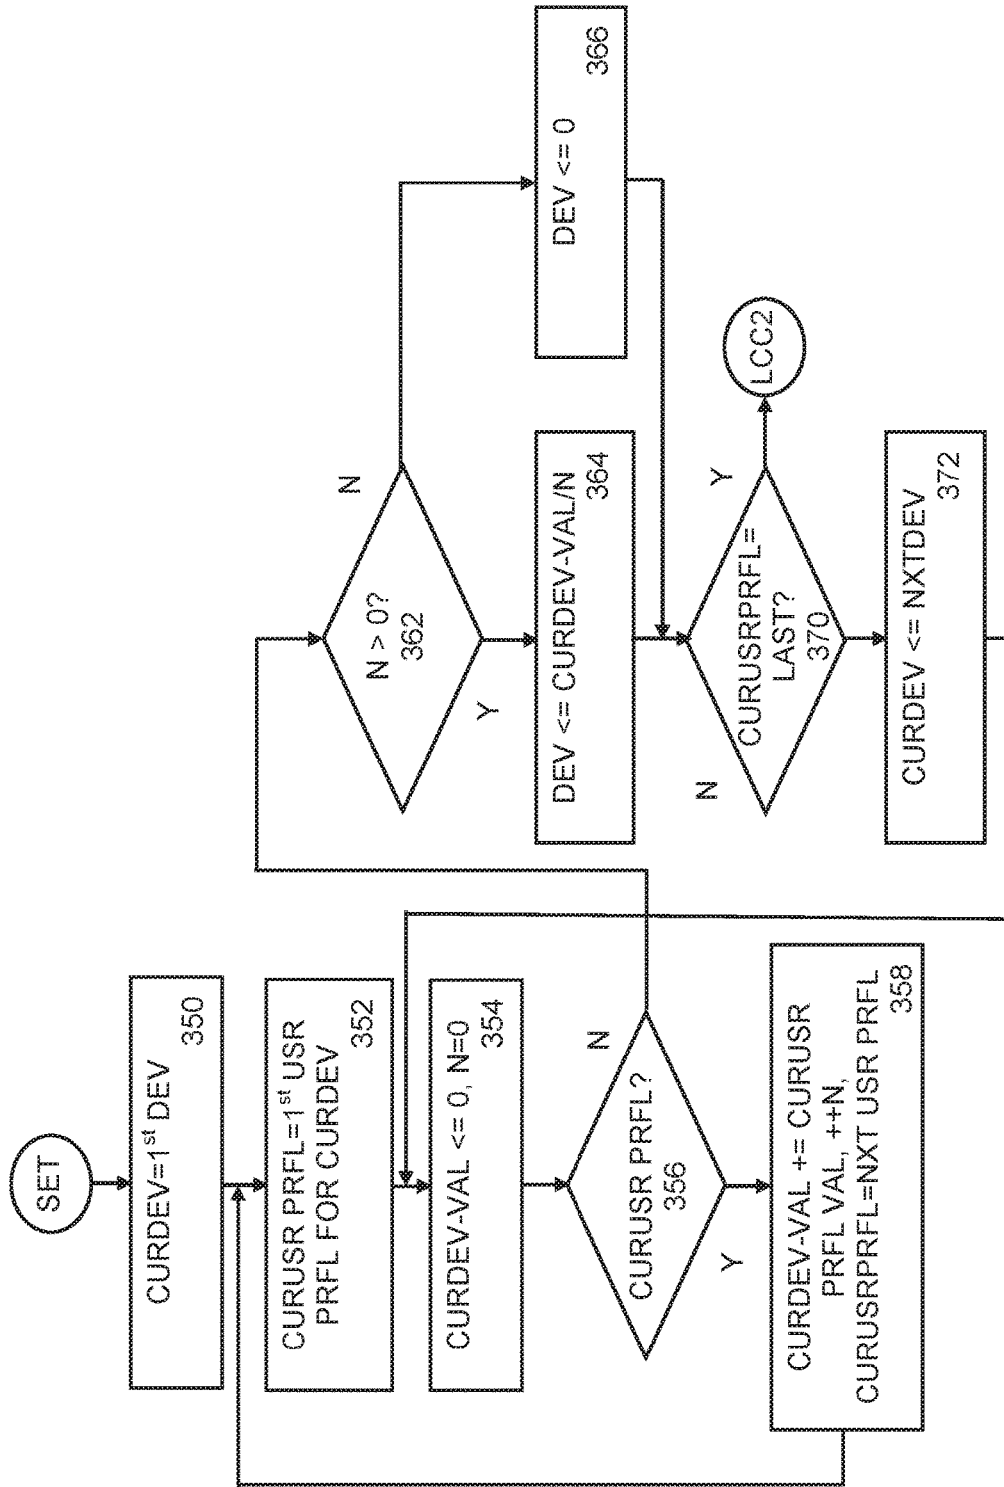 SET
CURDEV=1st DEV
350
CURUSR PRFL=1st USR
PRFL FOR CURDEV
352
CURDEV-VAL <= 0, N=0
354
CURUSR PRFL?
356
N
Y
CURDEV-VAL += CURUSR
PRFL VAL, ++N,
CURUSRPRFL=NXT USR PRFL
358
N > 0?
362
N
Y
DEV <= CURDEV-VAL/N
364
DEV <= 0
366
CURUSRPRFL=
LAST?
370
N
Y
LCC2
CURDEV <= NXTDEV
372